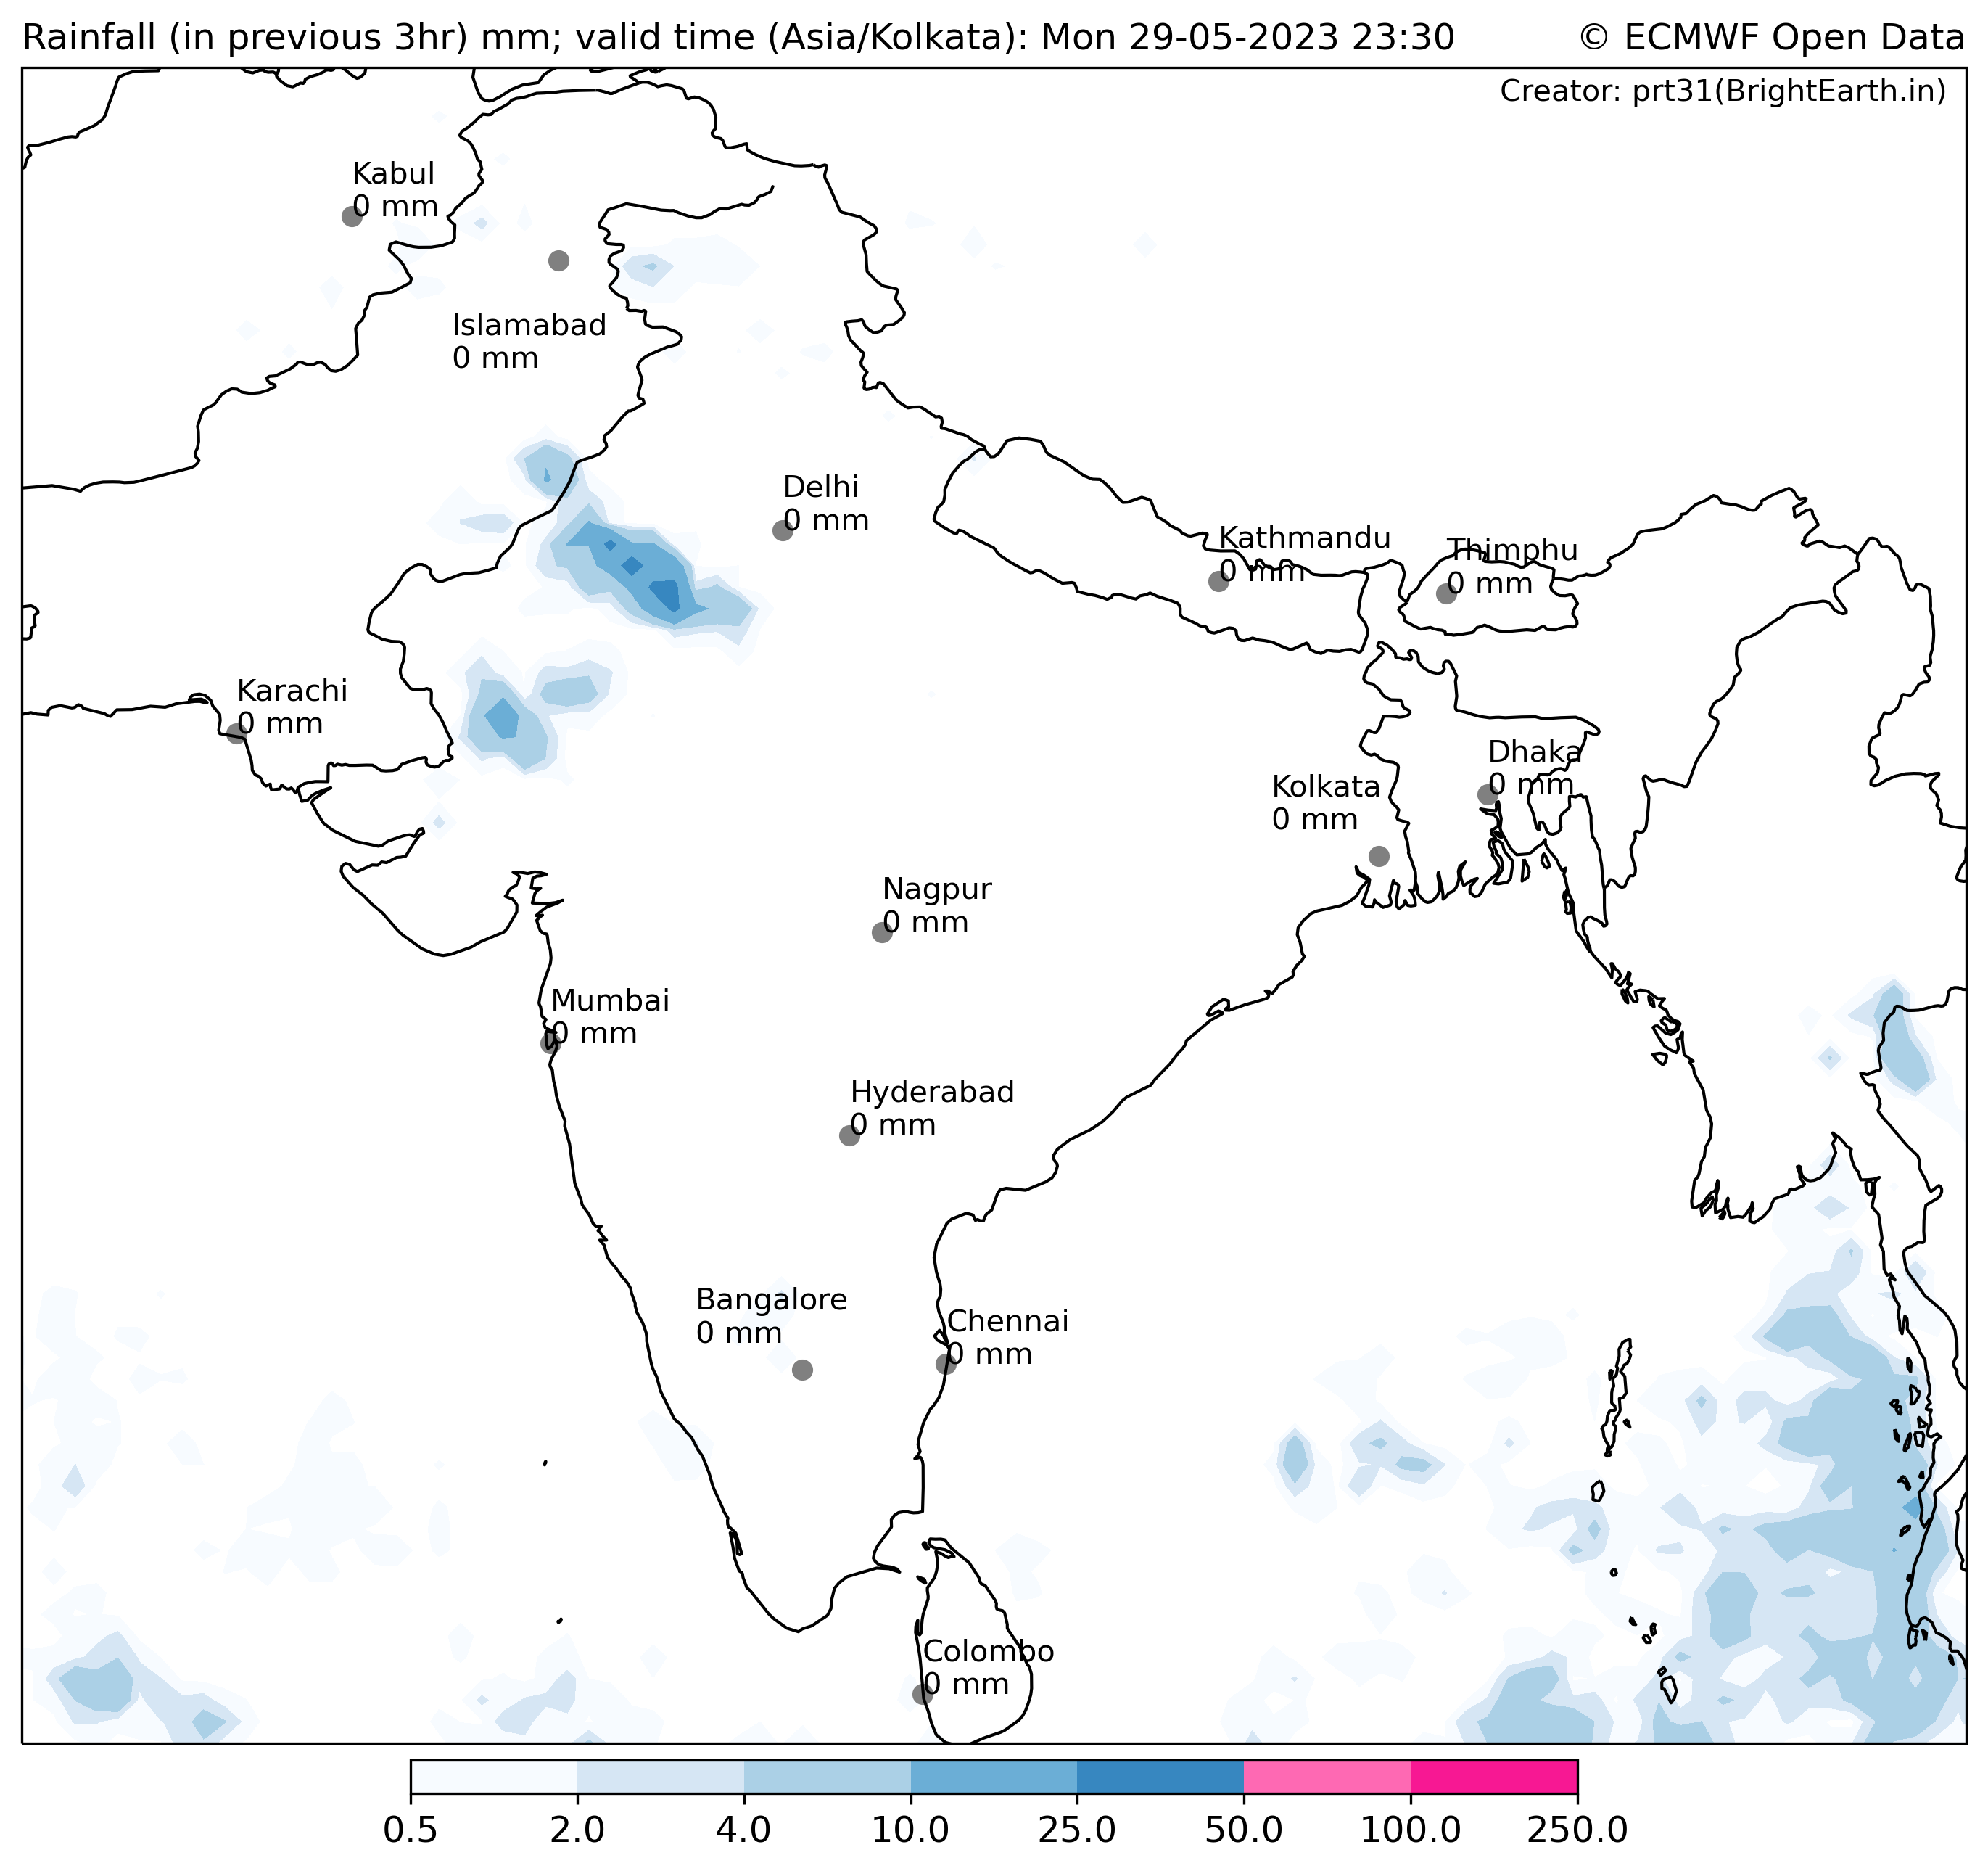 Rainfall (in previous 3hr) mm; valid time (Asia/Kolkata): Mon 29-05-2023 23:30
© ECMWF Open Data
Creator: prt31(BrightEarth.in)
Kabul
0 mm
Islamabad
0 mm
Delhi
0 mm
Kathmandu
0 mm
Thimphu
0 mm
Karachi
0 mm
Dhaka
0 mm
Kolkata
0 mm
Nagpur
0 mm
Mumbai
0 mm
Hyderabad
0 mm
Bangalore
0 mm
Chennai
0 mm
Colombo
0 mm
0.5 2.0 4.0 10.0 25.0 50.0 100.0 250.0